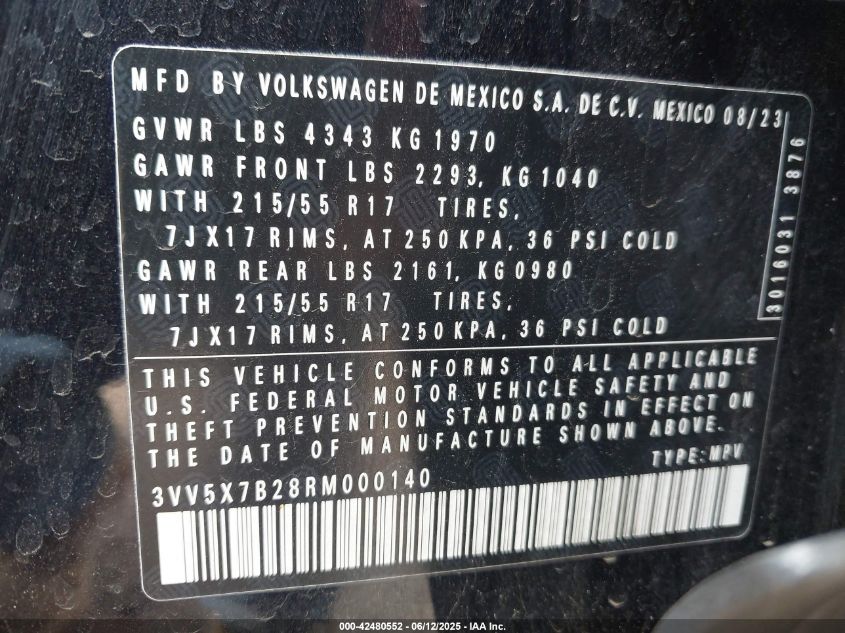 MFD BY VOLKSWAGEN DE MEXICO S.A. DE C.V. MEXICO 08/23
GVWR LBS 4343 KG 1970
GAWR FRONT LBS 2293, KG 1040
WITH 215/55 R17 TIRES,
7JX17 RIMS, AT 250 KPA, 36 PSI COLD
GAWR REAR LBS 2161, KG 0980
WITH 215/55 R17 TIRES,
7JX17 RIMS, AT 250 KPA, 36 PSI COLD
3016031 3876
THIS VEHICLE CONFORMS TO ALL APPLICABLE
U.S. FEDERAL MOTOR VEHICLE SAFETY AND
THEFT PREVENTION STANDARDS IN EFFECT ON
THE DATE OF MANUFACTURE SHOWN ABOVE.
TYPE: MPV
3VV5X7B28RM000140
000-42480552 - 06/12/2025 - IAA Inc.